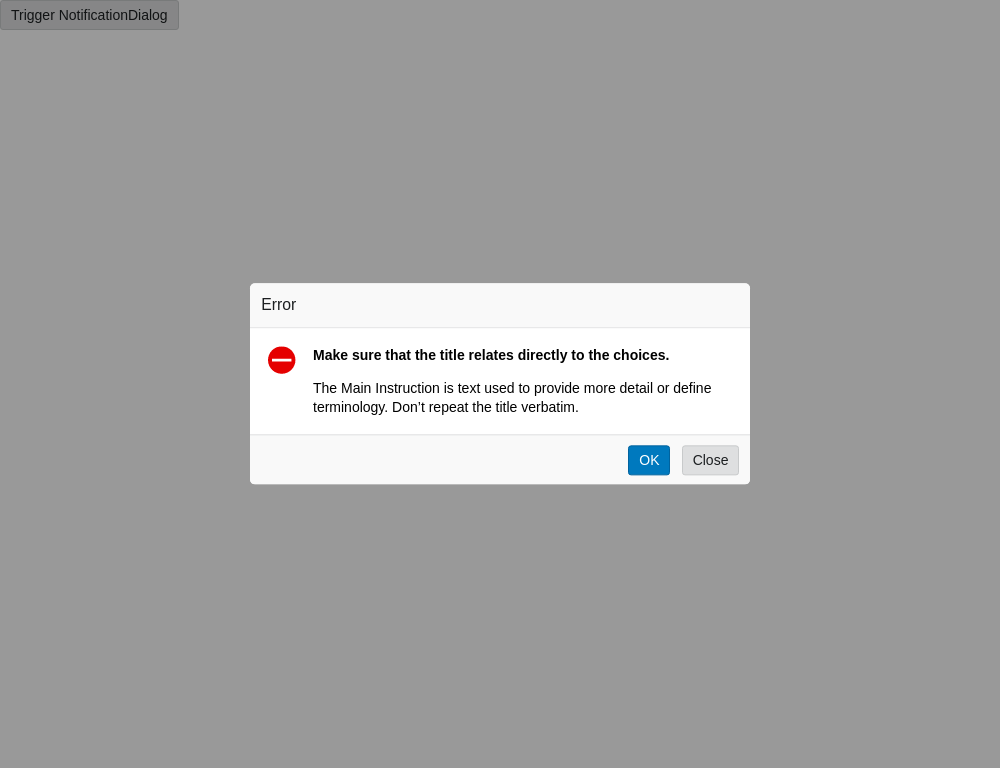 Trigger NotificationDialog
Error
Make sure that the title relates directly to the choices.
The Main Instruction is text used to provide more detail or define
terminology. Don’t repeat the title verbatim.
OK Close